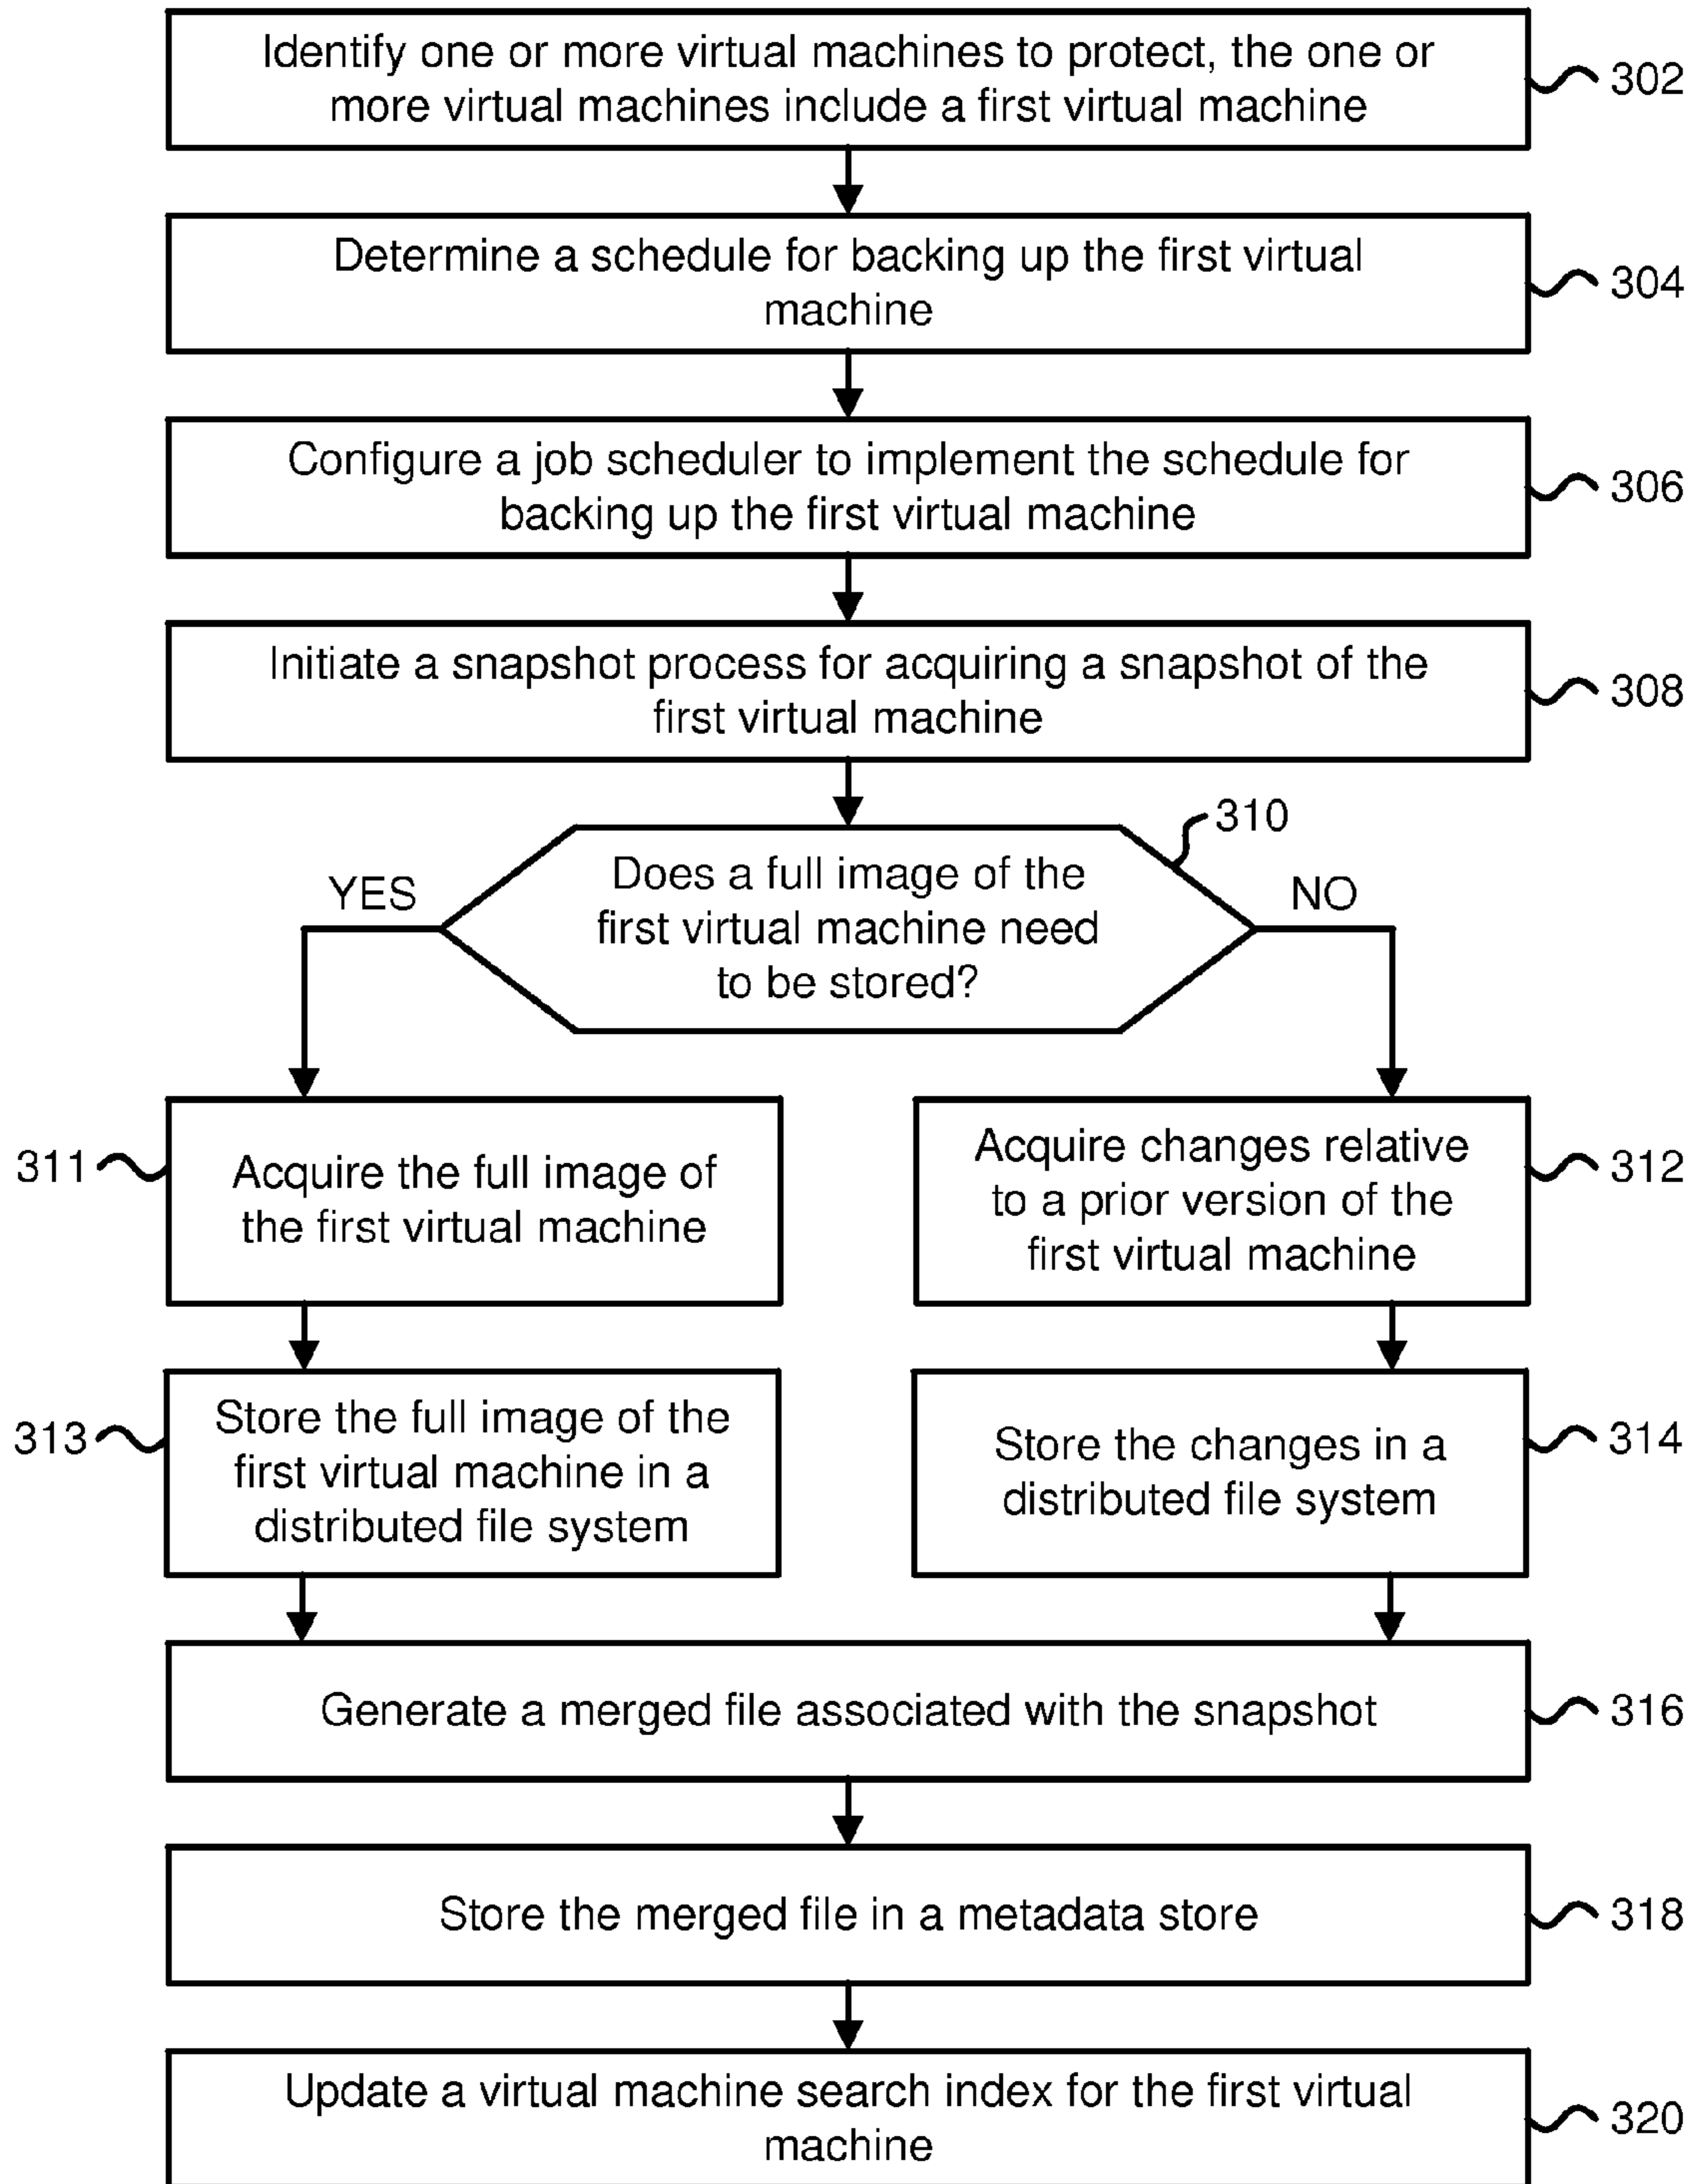 Identify one or more virtual machines to protect, the one or
more virtual machines include a first virtual machine
302
Determine a schedule for backing up the first virtual
machine
304
Configure a job scheduler to implement the schedule for
backing up the first virtual machine
306
Initiate a snapshot process for acquiring a snapshot of the
first virtual machine
308
310
YES
Does a full image of the
first virtual machine need
to be stored?
NO
311
Acquire the full image of
the first virtual machine
Acquire changes relative
to a prior version of the
first virtual machine
312
313
Store the full image of the
first virtual machine in a
distributed file system
Store the changes in a
distributed file system
314
Generate a merged file associated with the snapshot
316
Store the merged file in a metadata store
318
Update a virtual machine search index for the first virtual
machine
320